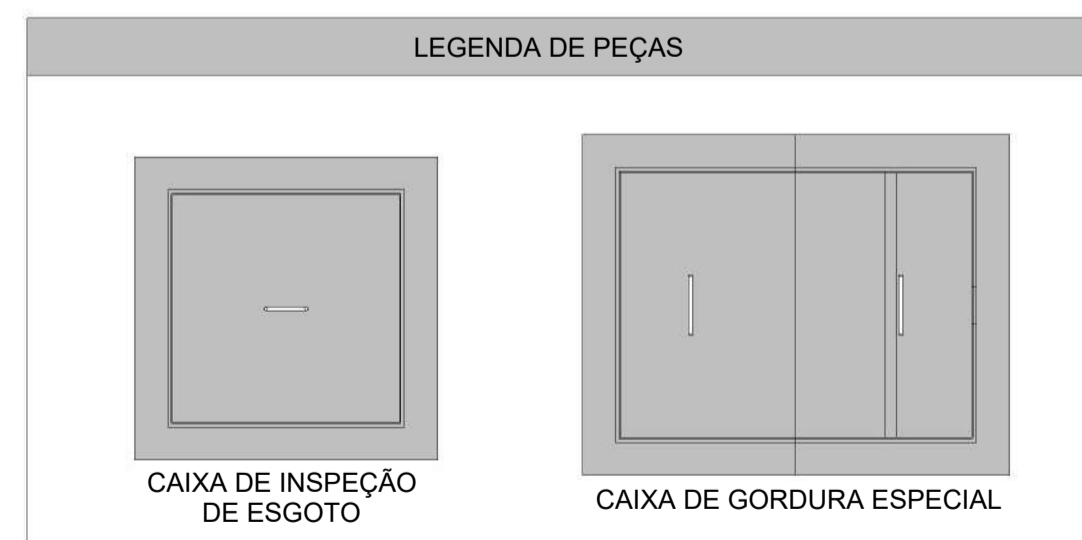 LEGENDA DE PEÇAS
CAIXA DE INSPEÇÃO
DE ESGOTO
CAIXA DE GORDURA ESPECIAL